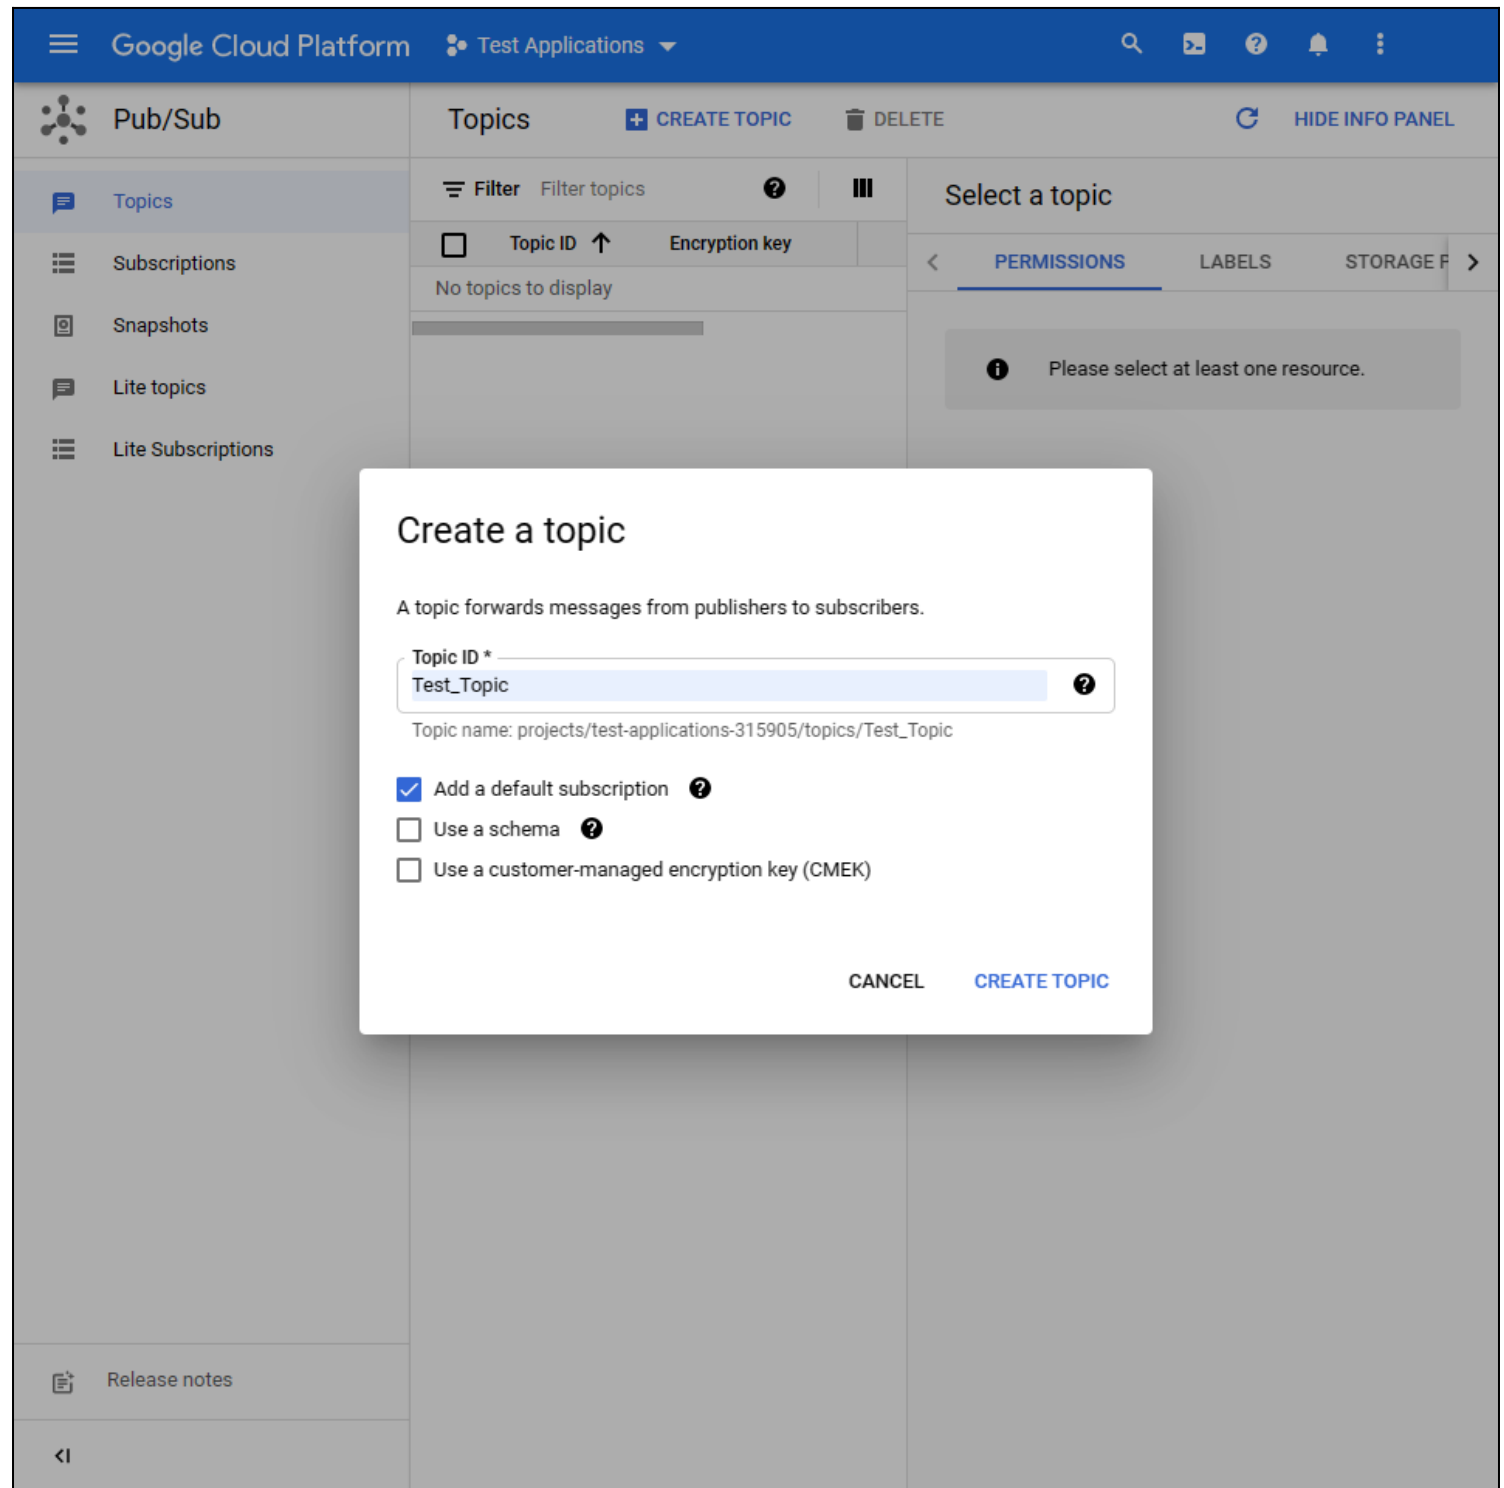 Google Cloud Platform Test Applications
Pub/Sub
Topics CREATE TOPIC DELETE HIDE INFO PANEL
Topics
Subscriptions
Snapshots
Lite topics
Lite Subscriptions
Filter Filter topics
Topic ID Encryption key
No topics to display
Select a topic
PERMISSIONS LABELS STORAGE P
Please select at least one resource.
Create a topic
A topic forwards messages from publishers to subscribers.
Topic ID *
Test_Topic
Topic name: projects/test-applications-315905/topics/Test_Topic
Add a default subscription
Use a schema
Use a customer-managed encryption key (CMEK)
CANCEL CREATE TOPIC
Release notes